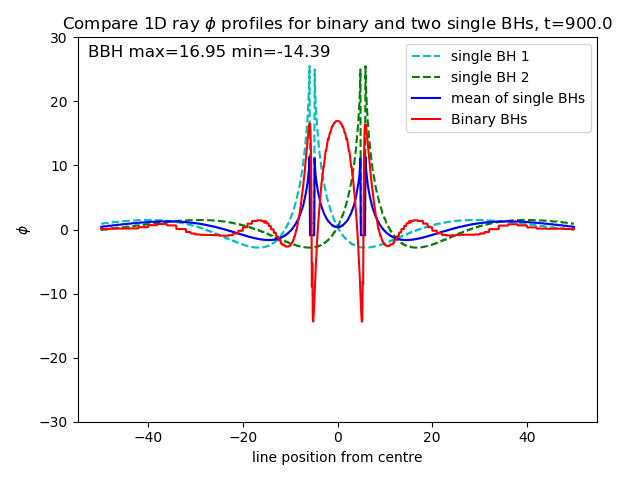 Compare 1D ray ϕ profiles for binary and two single BHs, t=900.0
BBH max=16.95 min=-14.39
single BH 1
single BH 2
mean of single BHs
Binary BHs
30
20
10
0
−10
−20
−30
ϕ
−40
−20
0
20
40
line position from centre